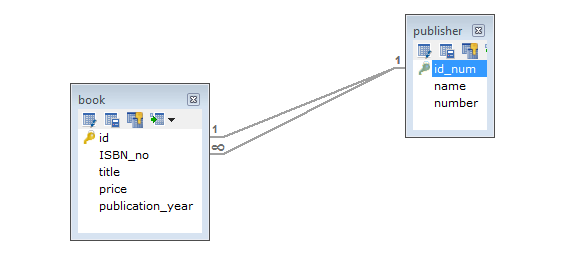 publisher
id_num
name
number
1
book
id
ISBN_no
title
price
publication_year
1
∞